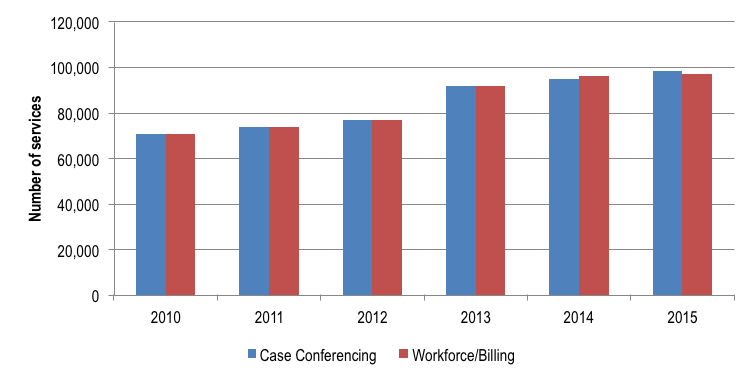 120,000
100,000
80,000
60,000
40,000
20,000
0
Number of services
2010 2011 2012 2013 2014 2015
Case Conferencing Workforce/Billing